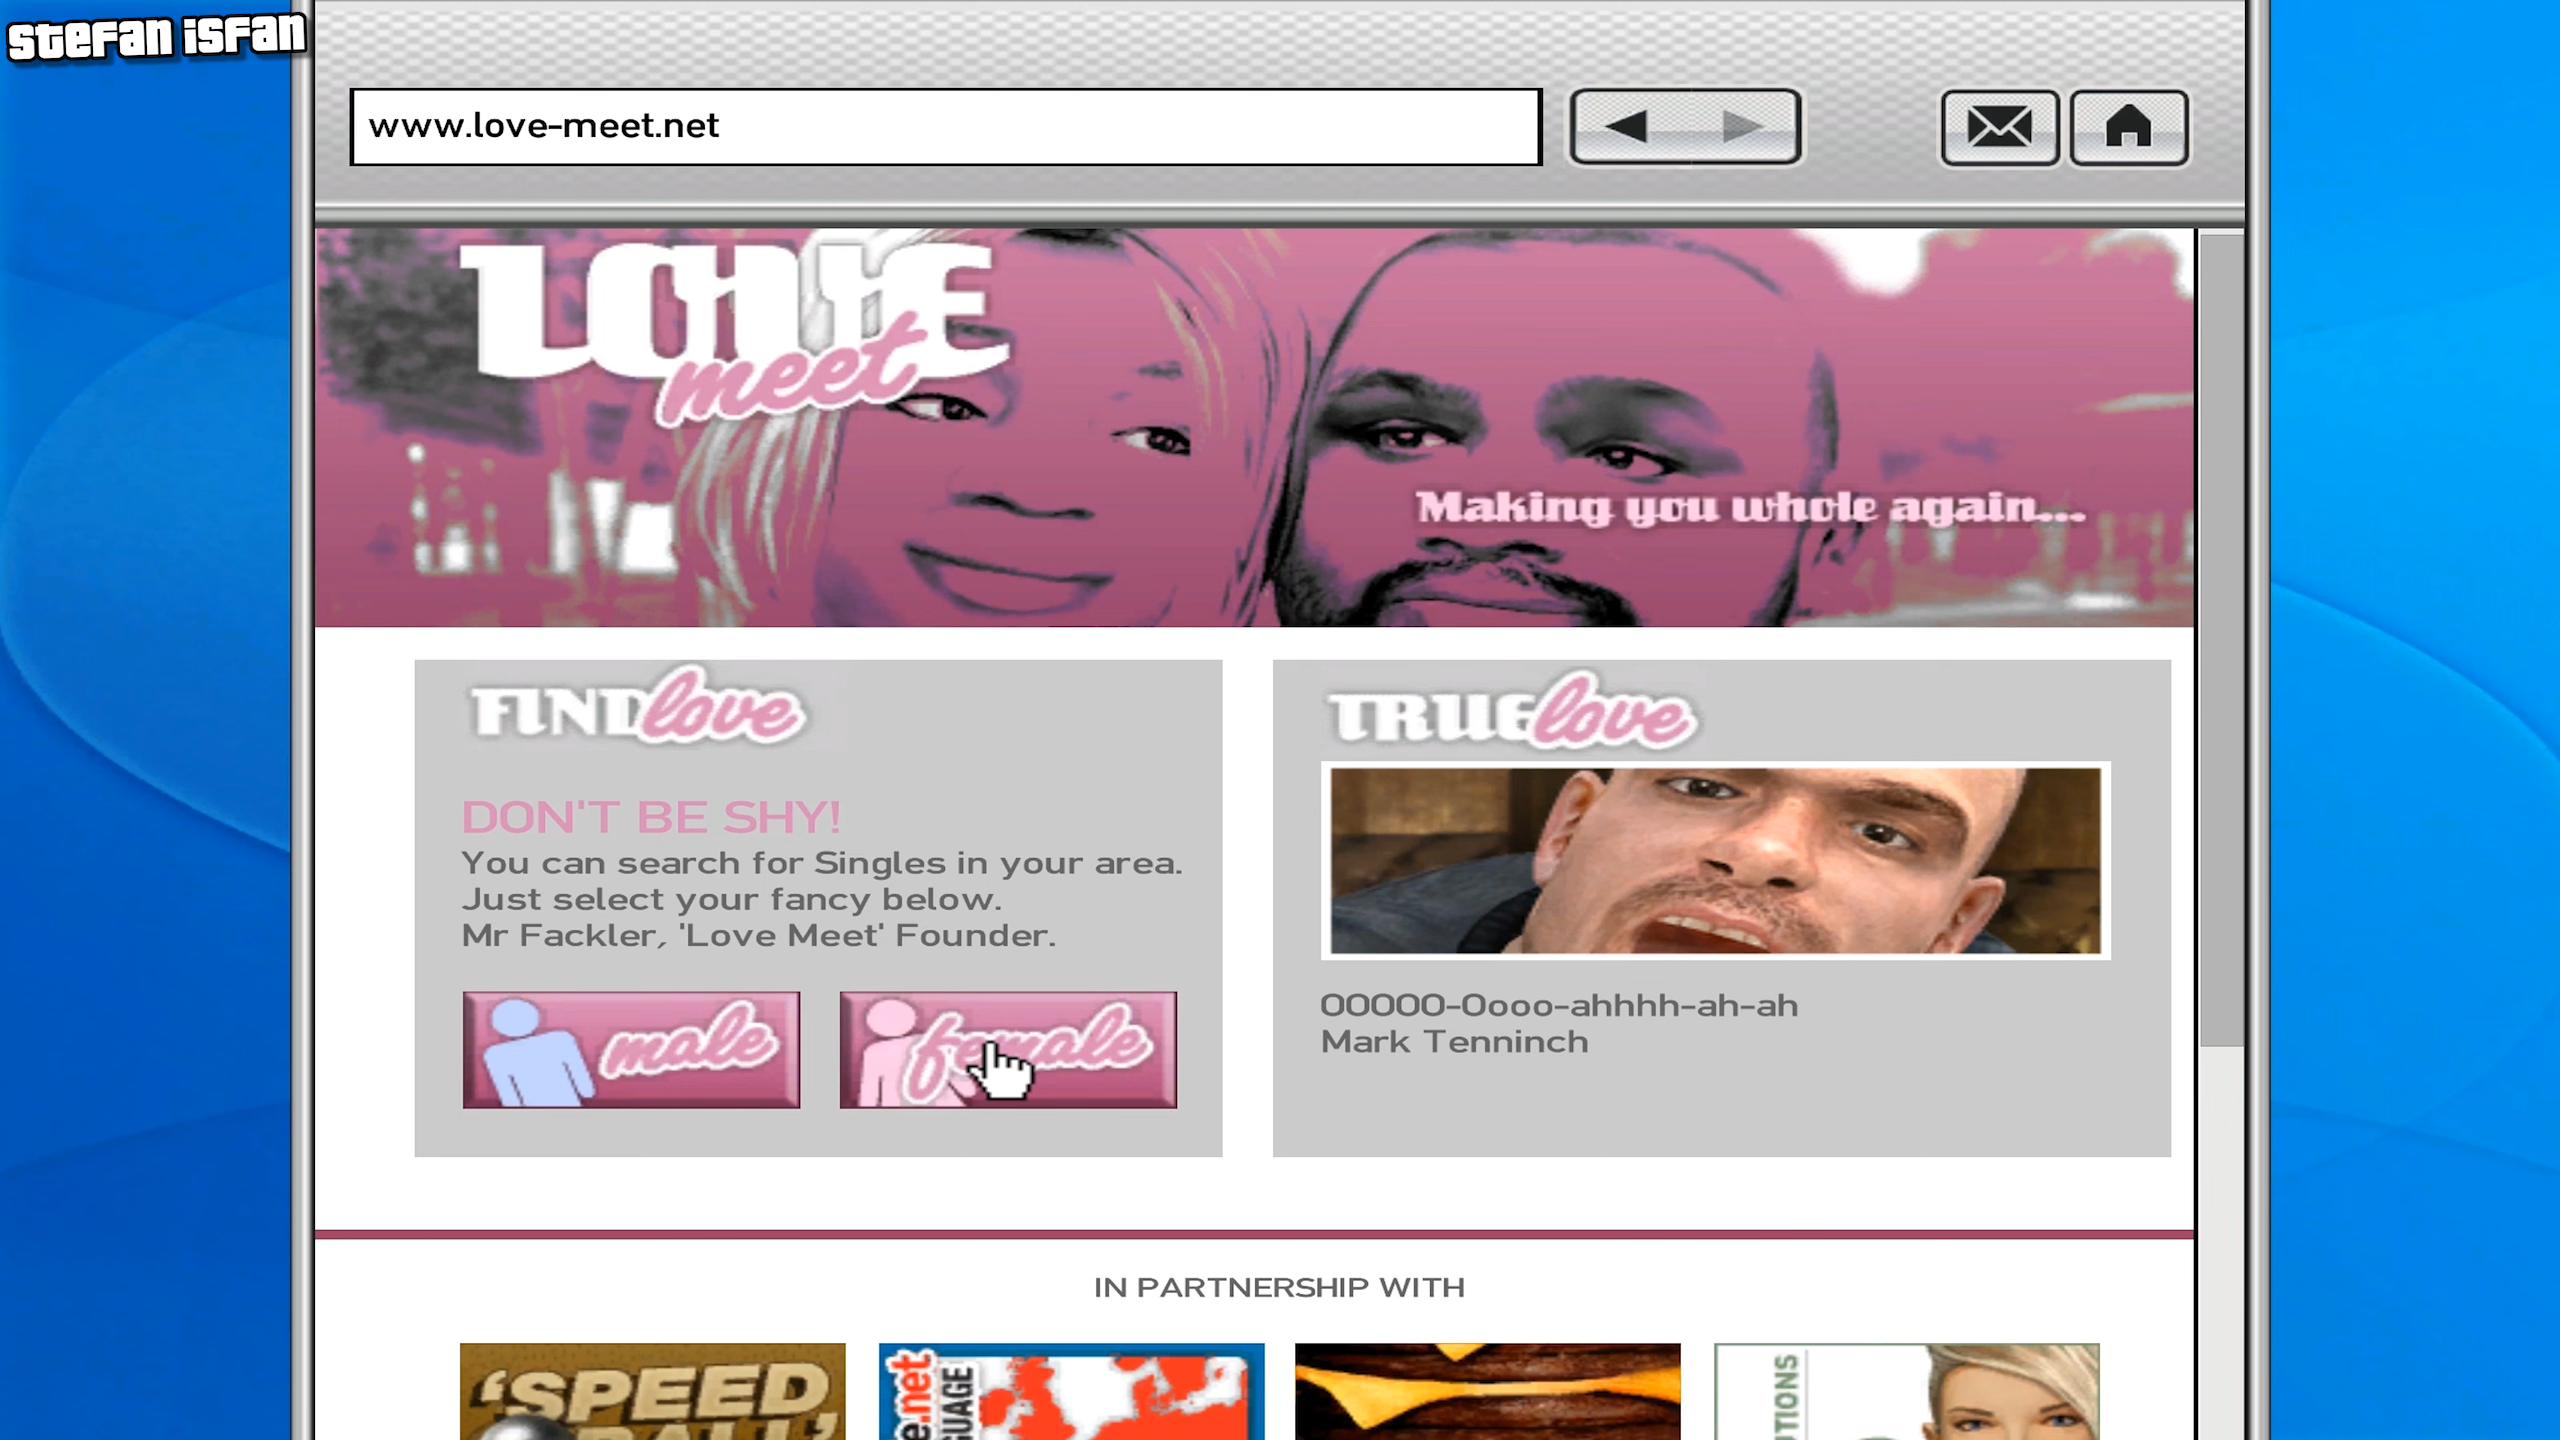 STEFAN ISFAN
www.love-meet.net
LOVE
meet
Making you whole again...
FIND love
DON'T BE SHY!
You can search for Singles in your area.
Just select your fancy below.
Mr Fackler, 'Love Meet' Founder.
male
female
TRUE love
OOOOO-Oooo-ahhhh-ah-ah
Mark Tenninch
IN PARTNERSHIP WITH
'SPEED
BALL'